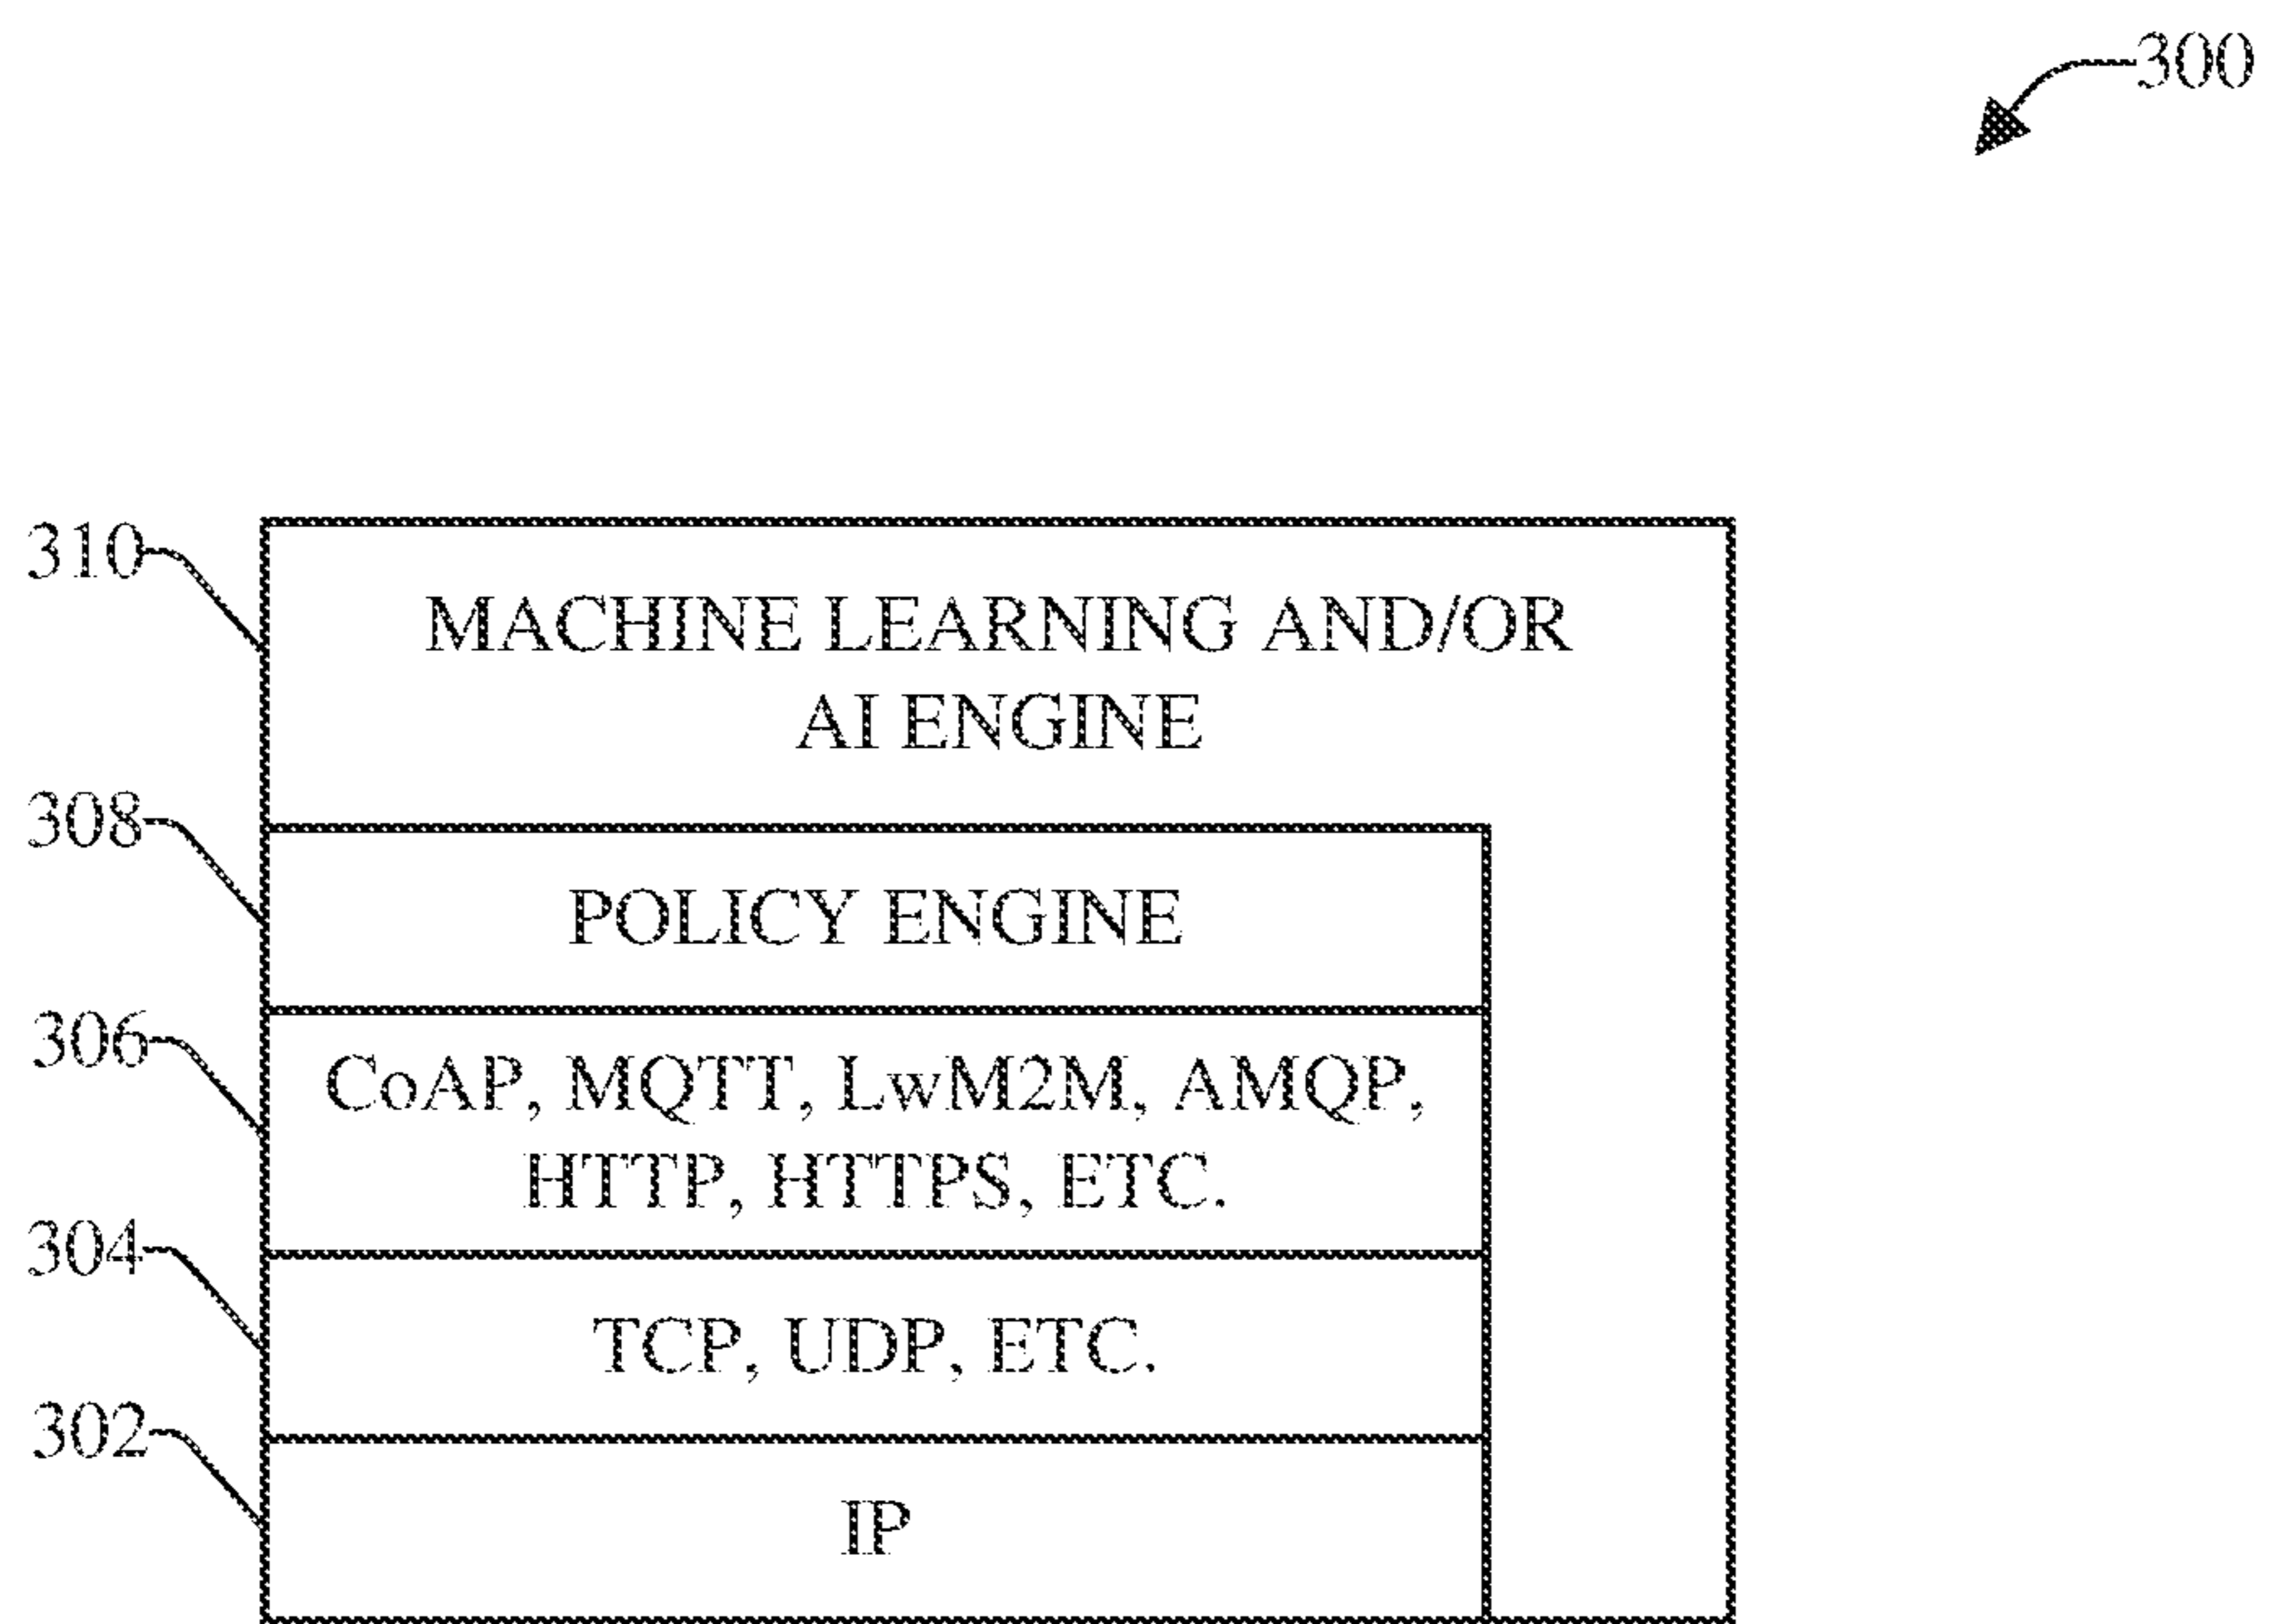 300
310
MACHINE LEARNING AND/OR
AI ENGINE
308
POLICY ENGINE
306
CoAP, MQTT, LwM2M, AMQP,
HTTP, HTTPS, ETC.
304
TCP, UDP, ETC.
302
IP